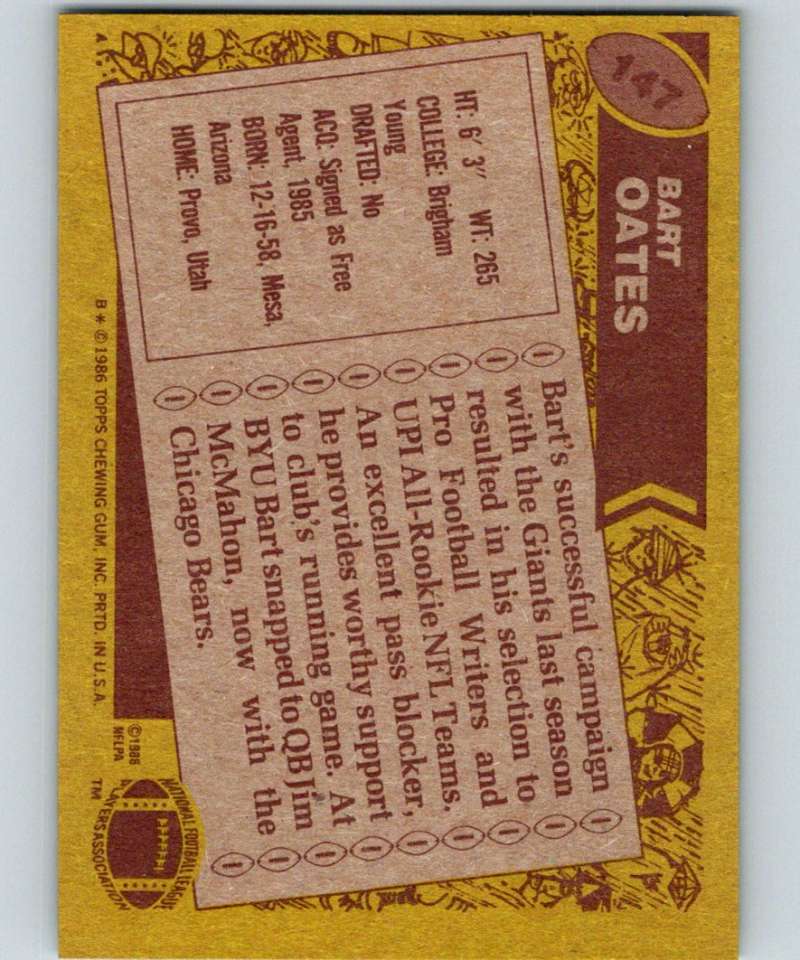 147
BART
OATES
HT: 6' 3" WT: 265
COLLEGE: Brigham
Young
DRAFTED: No
ACQ: Signed as Free
Agent, 1985
BORN: 12-16-58, Mesa,
Arizona
HOME: Provo, Utah
Bart's successful campaign
with the Giants last season
resulted in his selection to
Pro Football Writers and
UPI All-Rookie NFL Teams.
An excellent pass blocker,
he provides worthy support
to club's running game. At
BYU Bart snapped to QB Jim
McMahon, now with the
Chicago Bears.
B * © 1986 TOPPS CHEWING GUM, INC. PRTD. IN U.S.A.
© 1986
NFLPA
NATIONAL FOOTBALL LEAGUE
PLAYERS ASSOCIATION
TM